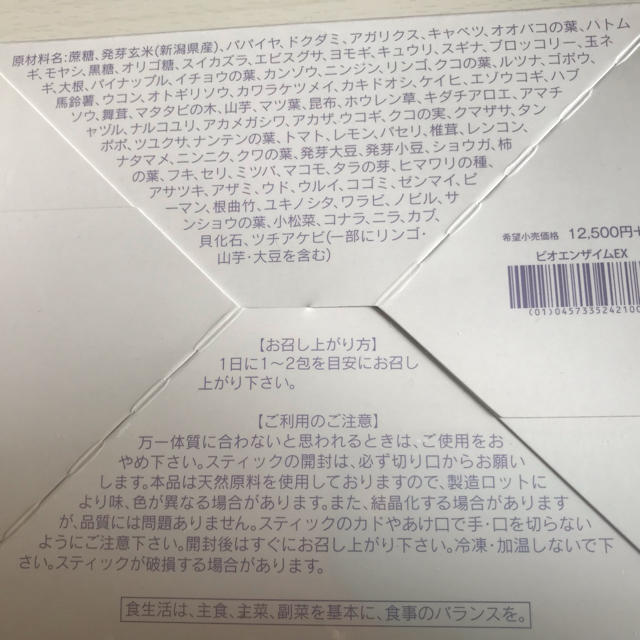 原材料名:蔗糖、発芽玄米(新潟県産)、パパイヤ、ドクダミ、アガリクス、キャベツ、オオバコの葉、ハトム
ギ、モヤシ、黒糖、オリゴ糖、スイカズラ、エビスグサ、ヨモギ、キュウリ、スギナ、ブロッコリー、玉ネ
ギ、大根、パイナップル、イチョウの葉、カンゾウ、ニンジン、リンゴ、クコの葉、ルツナ、ゴボウ、
馬鈴薯、ウコン、オトギリソウ、カワラケツメイ、カキドオシ、ケイヒ、エゾウコギ、ハブ
ソウ、舞茸、マタタビの木、山芋、マツ葉、昆布、ホウレン草、キダチアロエ、アマチ
ャヅル、ナルコユリ、アカメガシワ、アカザ、ウコギ、クコの実、クマザサ、タン
ポポ、ツユクサ、ナンテンの葉、トマト、レモン、パセリ、椎茸、レンコン、
ナタマメ、ニンニク、クワの葉、発芽大豆、発芽小豆、ショウガ、柿
の葉、フキ、セリ、ミツバ、マコモ、タラの芽、ヒマワリの種、
アサツキ、アザミ、ウド、ウルイ、コゴミ、ゼンマイ、ピ
ーマン、根曲竹、ユキノシタ、ワラビ、ノビル、サ
ンショウの葉、小松菜、コナラ、ニラ、カブ、
貝化石、ツチアケビ(一部にリンゴ・
山芋・大豆を含む)
希望小売価格 12,500円+
ビオエンザイムEX
(01)04573352421​00
【お召し上がり方】
1日に1〜2包を目安にお召し
上がり下さい。
【ご利用のご注意】
万一体質に合わないと思われるときは、ご使用をお
やめ下さい。スティックの開封は、必ず切り口からお願い
します。本品は天然原料を使用しておりますので、製造ロットに
より味、色が異なる場合があります。また、結晶化する場合があります
が、品質には問題ありません。スティックのカドやあけ口で手・口を切らない
ようにご注意下さい。開封後はすぐにお召し上がり下さい。冷凍・加温しないで下
さい。スティックが破損する場合があります。
食生活は、主食、主菜、副菜を基本に、食事のバランスを。